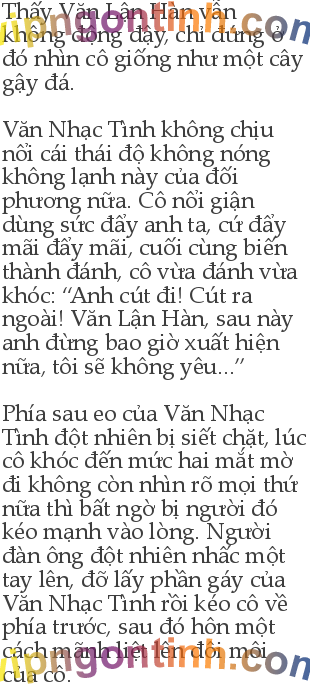 Thấy Văn Lận Hàn vẫn
không động đậy, chỉ đứng ở
đó nhìn cô giống như một cây
gậy đá.
Văn Nhạc Tình không chịu
nổi cái thái độ không nóng
không lạnh này của đối
phương nữa. Cô nổi giận
dùng sức đẩy anh ta, cứ đẩy
mãi đẩy mãi, cuối cùng biến
thành đánh, cô vừa đánh vừa
khóc: “Anh cút đi! Cút ra
ngoài! Văn Lận Hàn, sau này
anh đừng bao giờ xuất hiện
nữa, tôi sẽ không yêu...”
Phía sau eo của Văn Nhạc
Tình đột nhiên bị siết chặt, lúc
cô khóc đến mức hai mắt mờ
đi không còn nhìn rõ mọi thứ
nữa thì bất ngờ bị người đó
kéo mạnh vào lòng. Người
đàn ông đột nhiên nhấc một
tay lên, đỡ lấy phần gáy của
Văn Nhạc Tình rồi kéo cô về
phía trước, sau đó hôn một
cách mãnh liệt lên đôi môi
của cô.